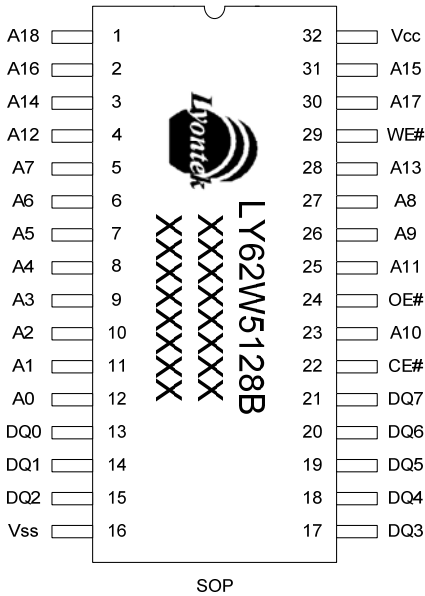 A18 1 32 Vcc
A16 2 31 A15
A14 3 30 A17
A12 4 29 WE#
A7 5 28 A13
A6 6 27 A8
A5 7 26 A9
A4 8 25 A11
A3 9 24 OE#
A2 10 23 A10
A1 11 22 CE#
A0 12 21 DQ7
DQ0 13 20 DQ6
DQ1 14 19 DQ5
DQ2 15 18 DQ4
Vss 16 17 DQ3
Lyontek
LY62W5128B
XXXXXXXX
XXXXXXXX
SOP